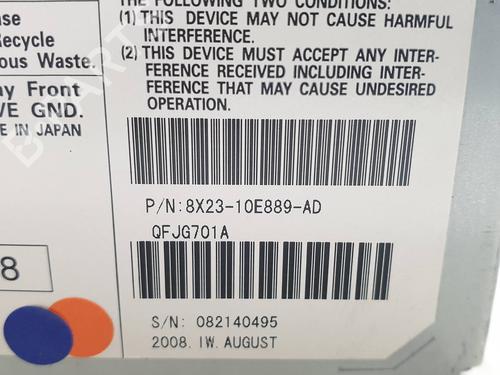 ase
Recycle
ous Waste.
ay Front
VE GND.
E IN JAPAN
8
THE FOLLOWING TWO CONDITIONS:
(1) THIS DEVICE MAY NOT CAUSE HARMFUL
INTERFERENCE.
(2) THIS DEVICE MUST ACCEPT ANY INTER-
FERENCE RECEIVED INCLUDING INTER-
FERENCE THAT MAY CAUSE UNDESIRED
OPERATION.
P/N:8X23-10E889-AD
QFJG701A
S/N: 082140495
2008. IW. AUGUST